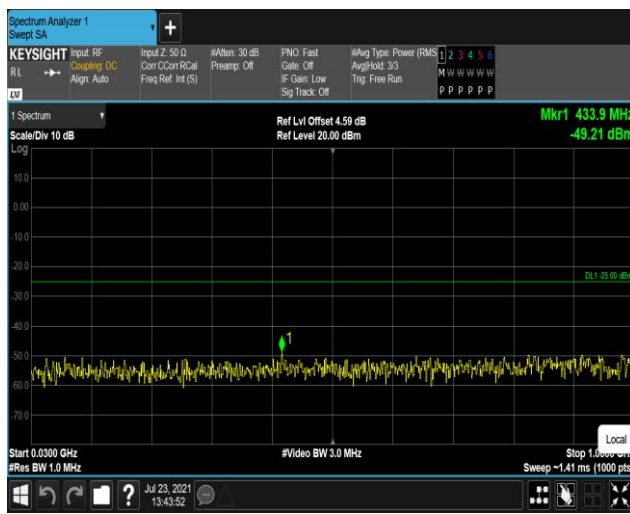 Spectrum Analyzer 1
Swept SA
KEYSIGHT
RL
Input: RF
Coupling: DC
Align: Auto
Input Z: 50 Ω
Corr CCorr RCal
Freq Ref: Int (S)
#Atten: 30 dB
Preamp: Off
PNO: Fast
Gate: Off
IF Gain: Low
Sig Track: Off
#Avg Type: Power (RMS
Avg|Hold: 3/3
Trig: Free Run
1 2 3 4 5 6
M W W W W W
P P P P P P
1 Spectrum
Scale/Div 10 dB
Log
Ref Lvl Offset 4.59 dB
Ref Level 20.00 dBm
Mkr1 433.9 MHz
-49.21 dBm
10.0
0.00
-10.0
-20.0
-30.0
-40.0
-50.0
-60.0
-70.0
DL1 -25.00 dBm
1
Local
Start 0.0300 GHz
#Res BW 1.0 MHz
#Video BW 3.0 MHz
Stop
Sweep ~1.41 ms (1000 pts
?
Jul 23, 2021
13:43:52